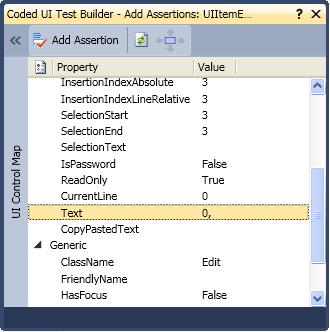 Coded UI Test Builder - Add Assertions: UIItemE...
Add Assertion
UI Control Map
Property Value
InsertionIndexAbsolute 3
InsertionIndexLineRelative 3
SelectionStart 3
SelectionEnd 3
SelectionText
IsPassword False
ReadOnly True
CurrentLine 0
Text 0,
CopyPastedText
Generic
ClassName Edit
FriendlyName
HasFocus False